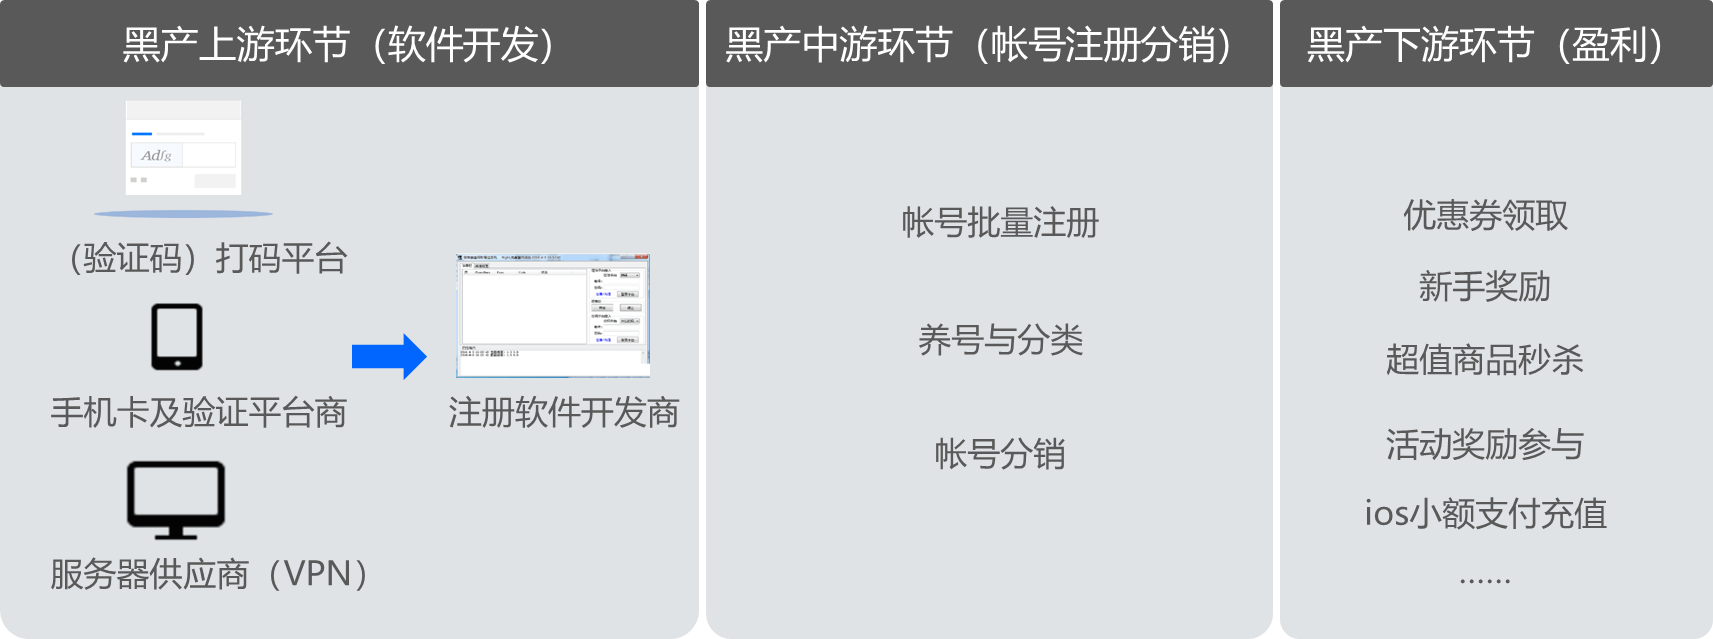 黑产上游环节（软件开发）
Adfg
（验证码）打码平台
手机卡及验证平台商
服务器供应商（VPN）
注册软件开发商
黑产中游环节（帐号注册分销）
帐号批量注册
养号与分类
帐号分销
黑产下游环节（盈利）
优惠券领取
新手奖励
超值商品秒杀
活动奖励参与
ios小额支付充值
……